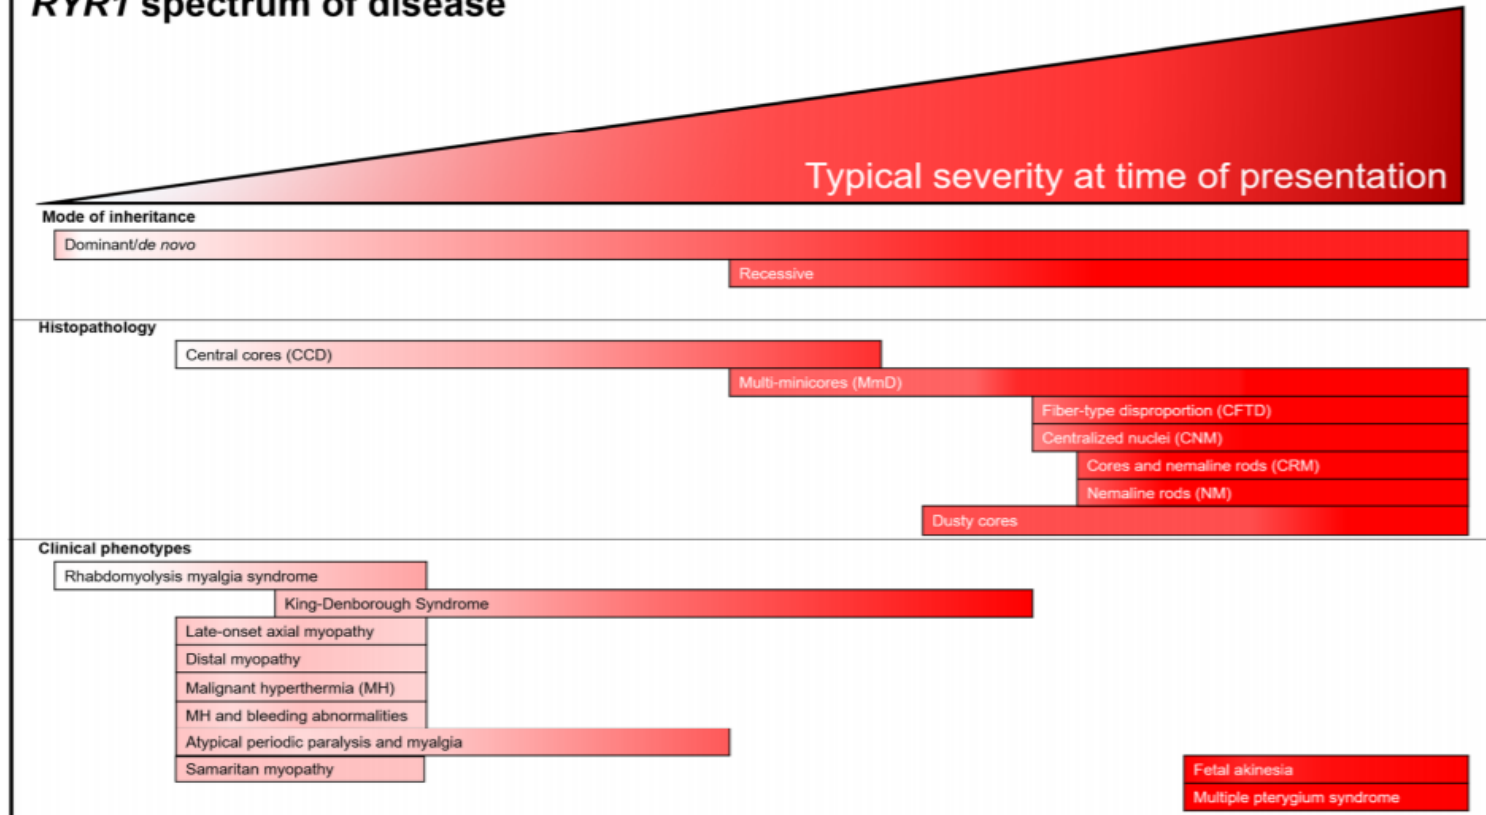 RYR1 spectrum of disease
Typical severity at time of presentation
Mode of inheritance
Dominant/de novo
Recessive
Histopathology
Central cores (CCD)
Multi-minicores (MmD)
Fiber-type disproportion (CFTD)
Centralized nuclei (CNM)
Cores and nemaline rods (CRM)
Nemaline rods (NM)
Dusty cores
Clinical phenotypes
Rhabdomyolysis myalgia syndrome
King-Denborough Syndrome
Late-onset axial myopathy
Distal myopathy
Malignant hyperthermia (MH)
MH and bleeding abnormalities
Atypical periodic paralysis and myalgia
Samaritan myopathy
Fetal akinesia
Multiple pterygium syndrome